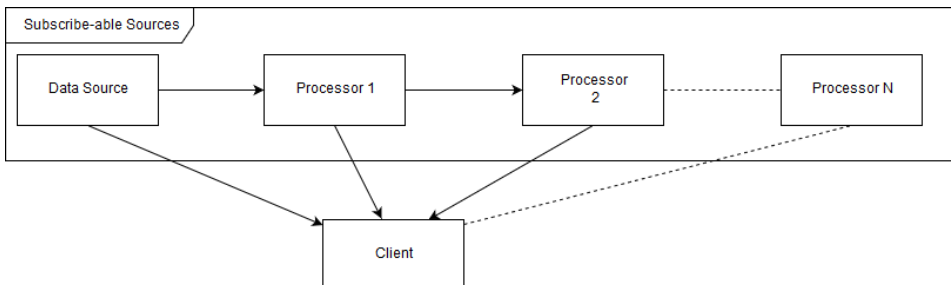 Subscribe-able Sources
Data Source
Processor 1
Processor
2
Processor N
Client